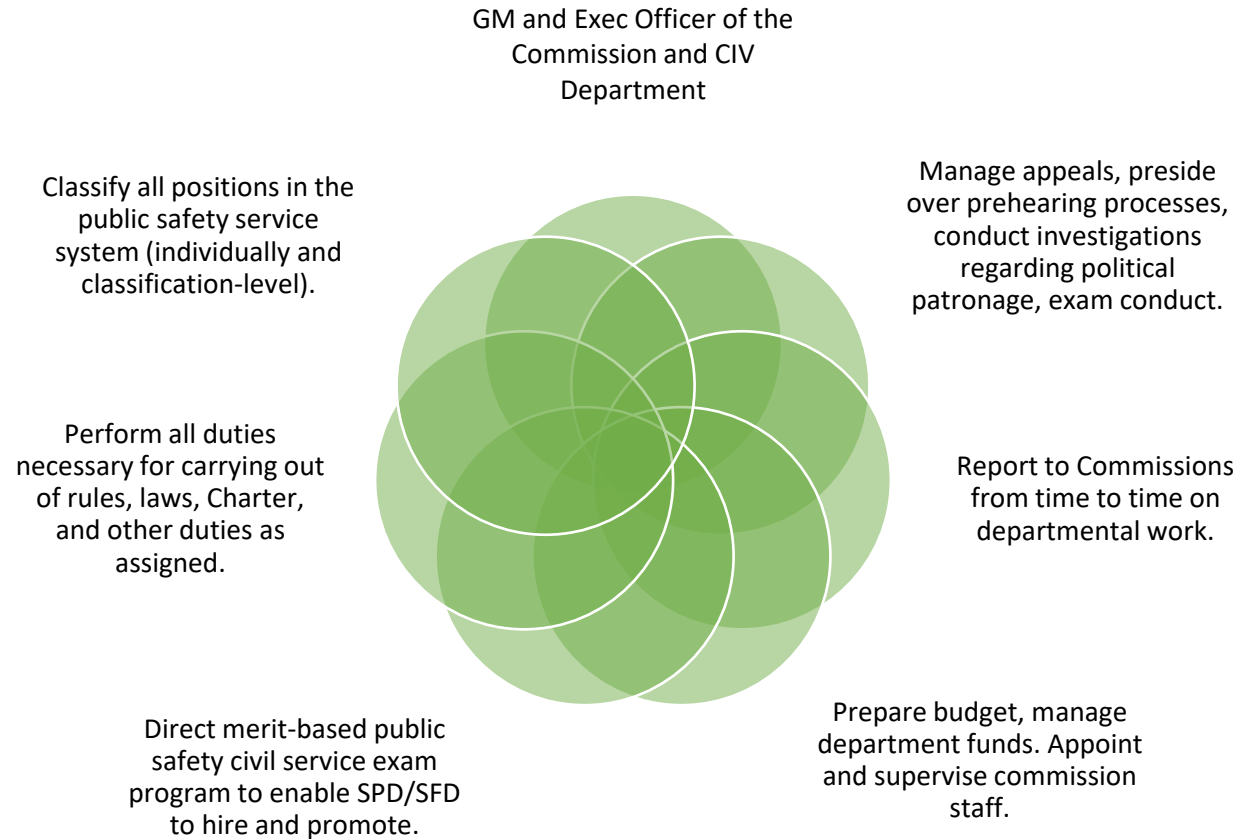 GM and Exec Officer of the
Commission and CIV
Department
Manage appeals, preside
over prehearing processes,
conduct investigations
regarding political
patronage, exam conduct.
Report to Commissions
from time to time on
departmental work.
Prepare budget, manage
department funds. Appoint
and supervise commission
staff.
Direct merit-based public
safety civil service exam
program to enable SPD/SFD
to hire and promote.
Perform all duties
necessary for carrying out
of rules, laws, Charter,
and other duties as
assigned.
Classify all positions in the
public safety service
system (individually and
classification-level).